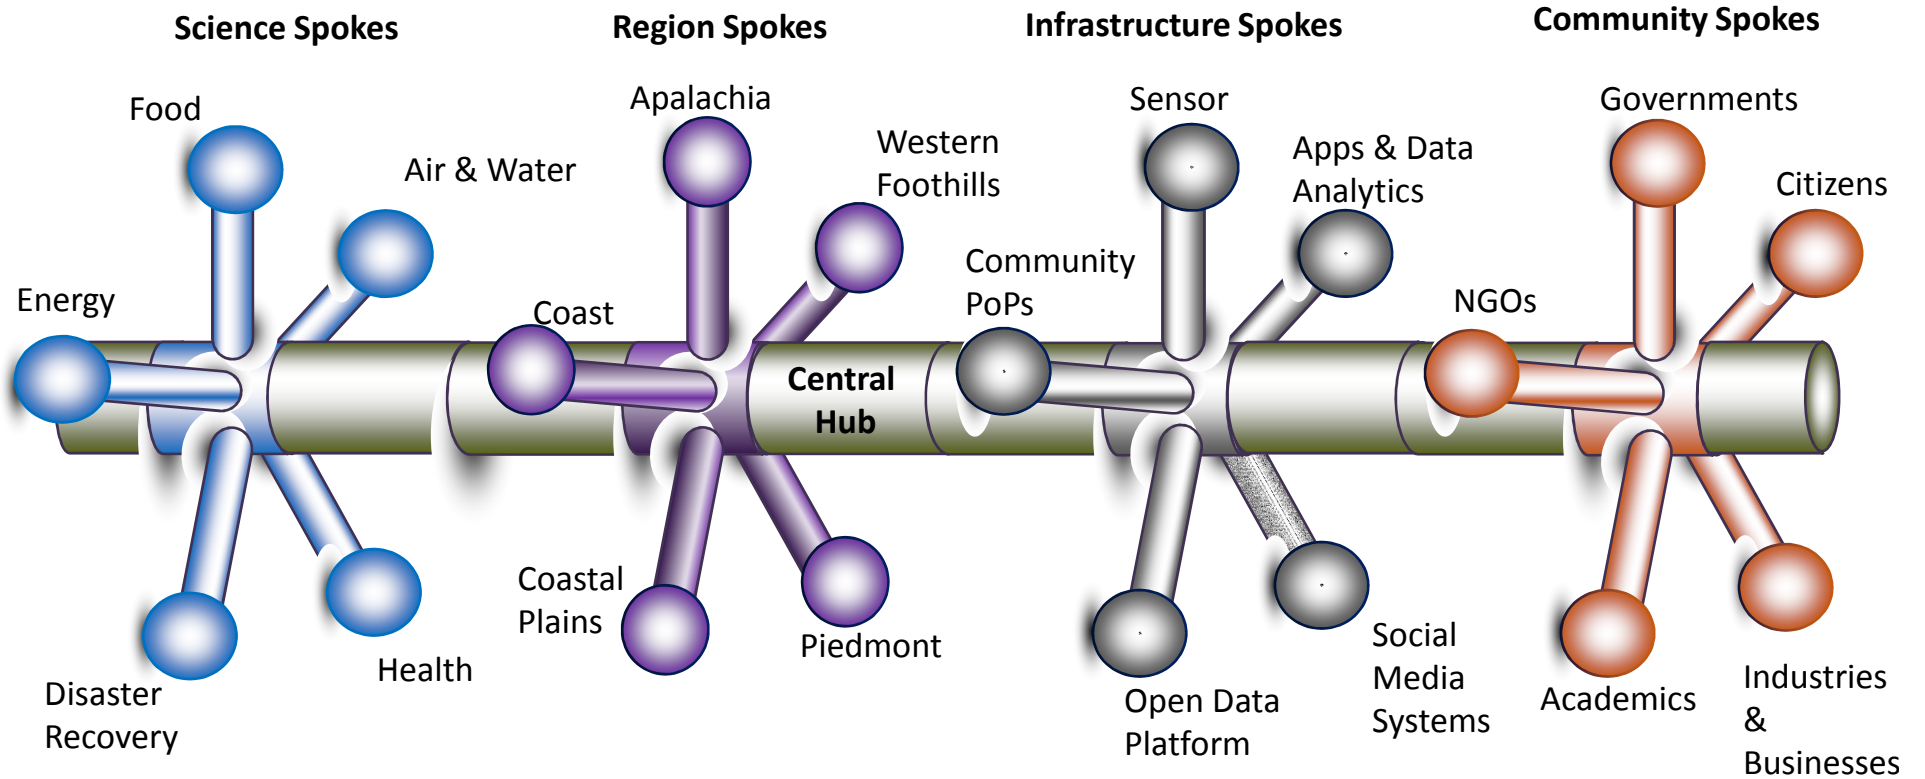 Science Spokes
Region Spokes
Infrastructure Spokes
Community Spokes
Food
Air & Water
Energy
Disaster
Recovery
Health
Apalachia
Western
Foothills
Coast
Central
Hub
Coastal
Plains
Piedmont
Sensor
Apps & Data
Analytics
Community
PoPs
Open Data
Platform
Social
Media
Systems
Governments
Citizens
NGOs
Academics
Industries
&
Businesses